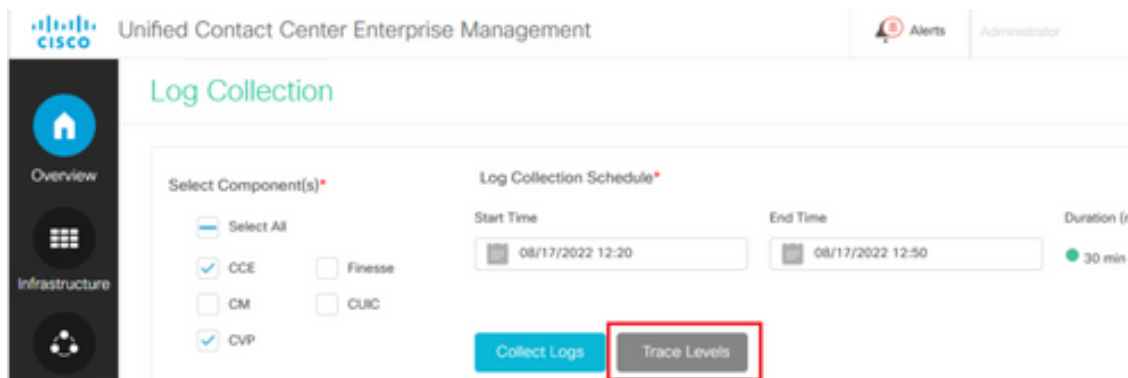 CISCO
Unified Contact Center Enterprise Management
8
Alerts
Administrator
Log Collection
Overview
Infrastructure
Select Component(s)*
Select All
CCE
Finesse
CM
CUIC
CVP
Log Collection Schedule*
Start Time
08/17/2022 12:20
End Time
08/17/2022 12:50
Duration
30 min
Collect Logs
Trace Levels